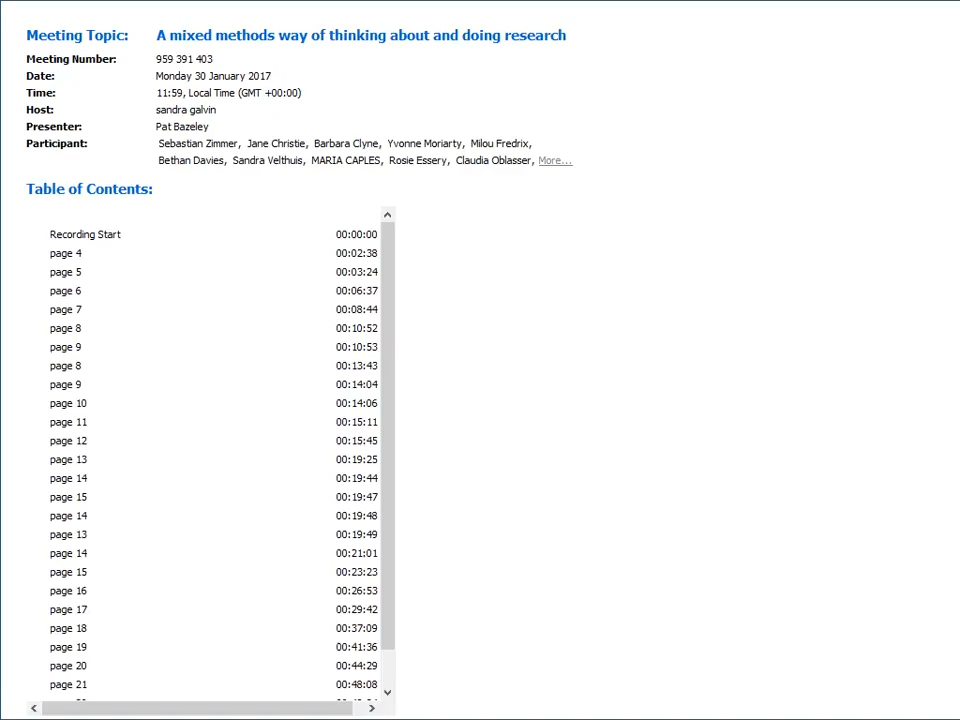 Meeting Topic: A mixed methods way of thinking about and doing research
Meeting Number: 959 391 403
Date: Monday 30 January 2017
Time: 11:59, Local Time (GMT +00:00)
Host: sandra galvin
Presenter: Pat Bazeley
Participant: Sebastian Zimmer, Jane Christie, Barbara Clyne, Yvonne Moriarty, Milou Fredrix,
Bethan Davies, Sandra Velthuis, MARIA CAPLES, Rosie Essery, Claudia Oblasser, More...
Table of Contents:
Recording Start 00:00:00
page 4 00:02:38
page 5 00:03:24
page 6 00:06:37
page 7 00:08:44
page 8 00:10:52
page 9 00:10:53
page 8 00:13:43
page 9 00:14:04
page 10 00:14:06
page 11 00:15:11
page 12 00:15:45
page 13 00:19:25
page 14 00:19:44
page 15 00:19:47
page 14 00:19:48
page 13 00:19:49
page 14 00:21:01
page 15 00:23:23
page 16 00:26:53
page 17 00:29:42
page 18 00:37:09
page 19 00:41:36
page 20 00:44:29
page 21 00:48:08